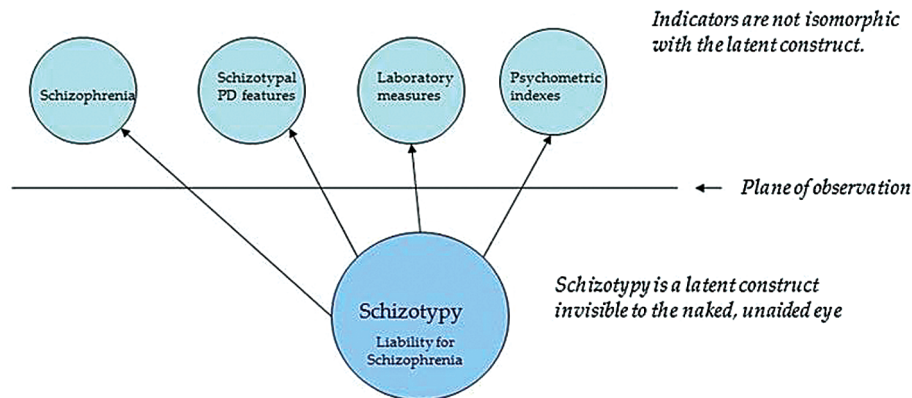 Indicators are not isomorphic
with the latent construct.
Schizophrenia
Schizotypal
PD features
Laboratory
measures
Psychometric
indexes
Plane of observation
Schizotypy
Liability for
Schizophrenia
Schizotypy is a latent construct
invisible to the naked, unaided eye